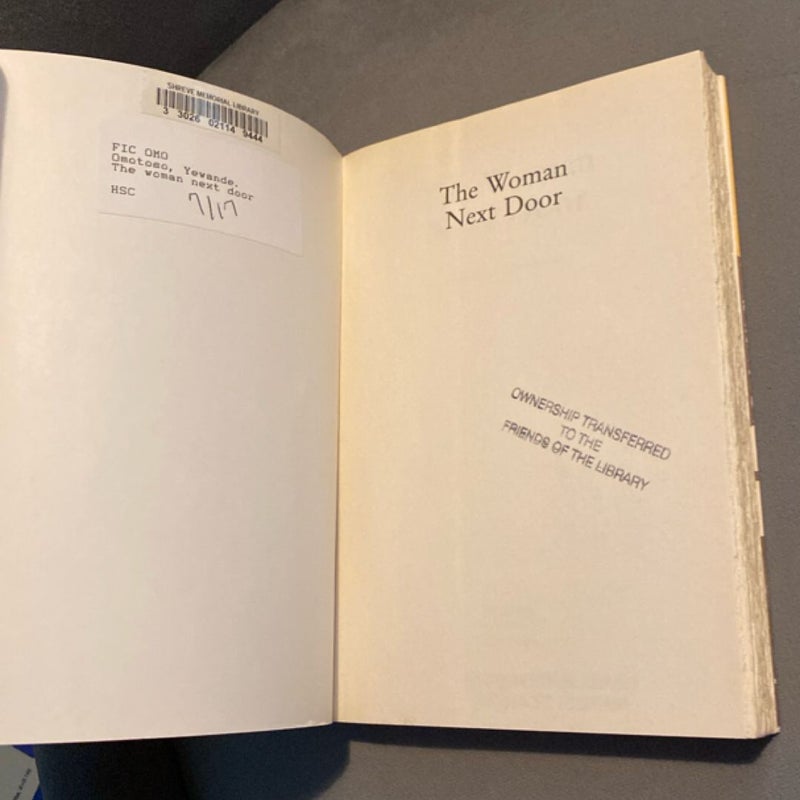 SHREVE MEMORIAL LIBRARY
3 3026 02114 9444
FIC OMO
Omotoso, Yewande.
The woman next door
HSC
7/17
The Woman
Next Door
OWNERSHIP TRANSFERRED
TO THE
FRIENDS OF THE LIBRARY